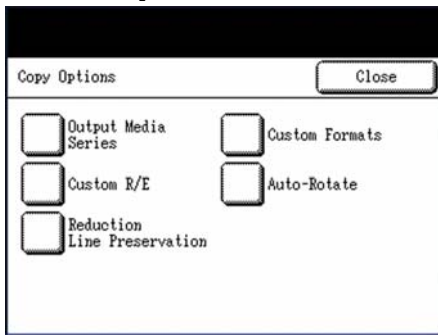 Copy Options
Close
Output Media
Series
Custom Formats
Custom R/E
Auto-Rotate
Reduction
Line Preservation